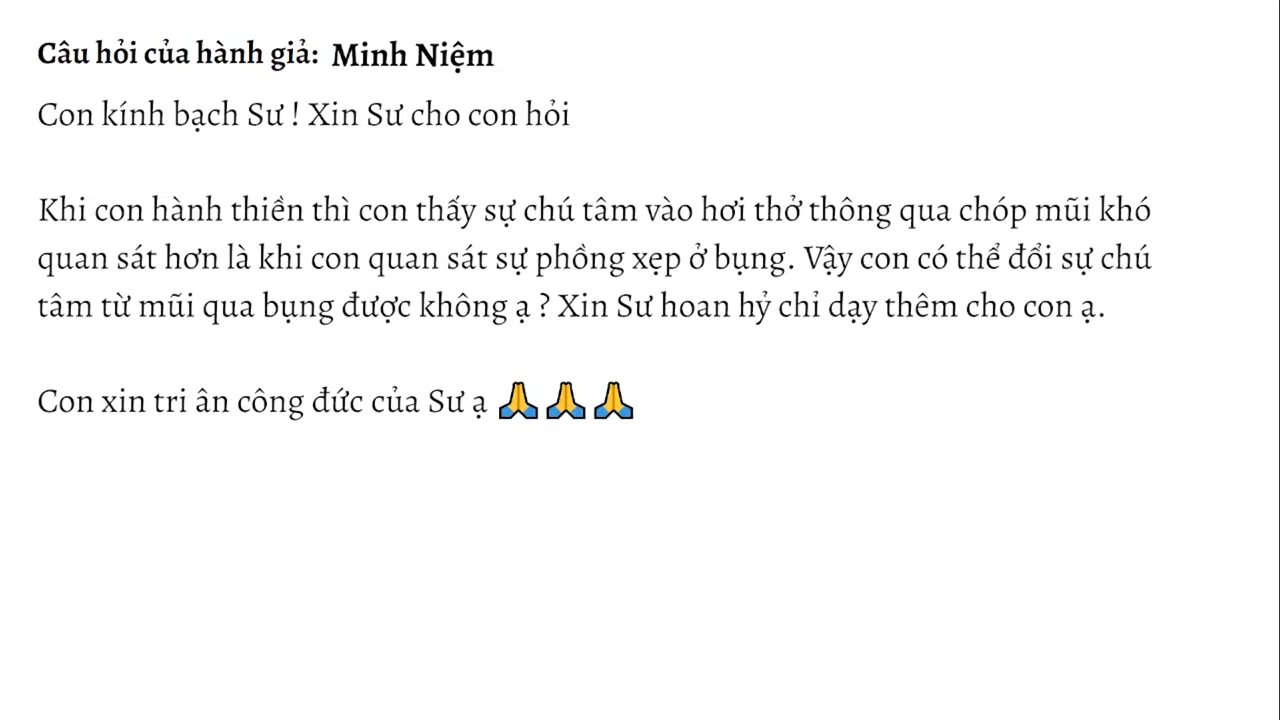 Câu hỏi của hành giả: Minh Niệm
Con kính bạch Sư ! Xin Sư cho con hỏi
Khi con hành thiền thì con thấy sự chú tâm vào hơi thở thông qua chóp mũi khó
quan sát hơn là khi con quan sát sự phồng xẹp ở bụng. Vậy con có thể đổi sự chú
tâm từ mũi qua bụng được không ạ ? Xin Sư hoan hỷ chỉ dạy thêm cho con ạ.
Con xin tri ân công đức của Sư ạ 🙏🙏🙏